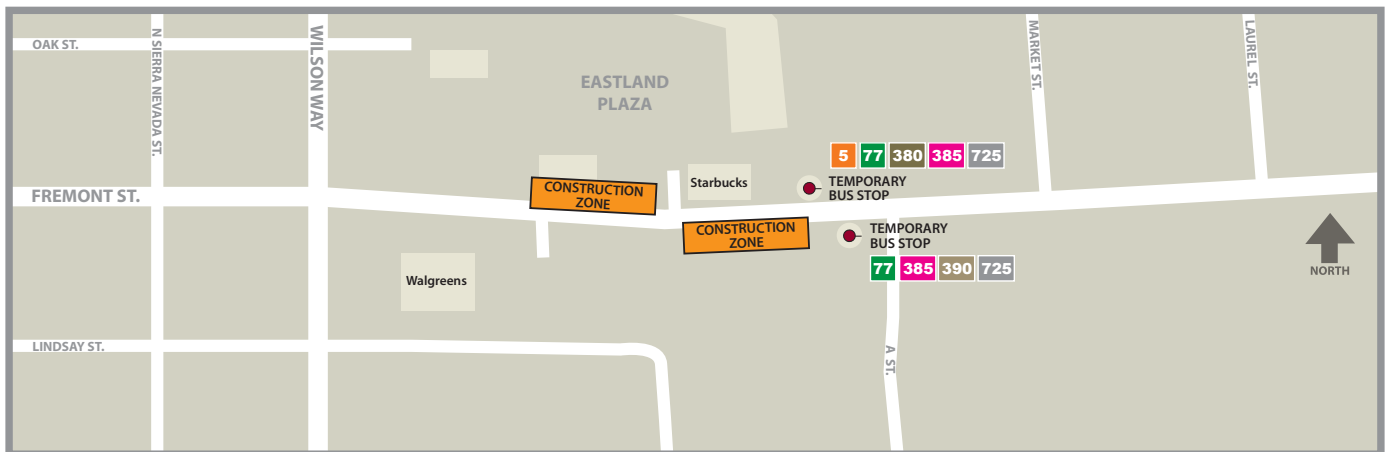 OAK ST.
N SIERRA NEVADA ST.
WILSON WAY
EASTLAND
PLAZA
MARKET ST.
LAUREL ST.
5 77 380 385 725
FREMONT ST.
CONSTRUCTION
ZONE
Starbucks
TEMPORARY
BUS STOP
CONSTRUCTION
ZONE
TEMPORARY
BUS STOP
77 385 390 725
NORTH
Walgreens
LINDSAY ST.
A ST.